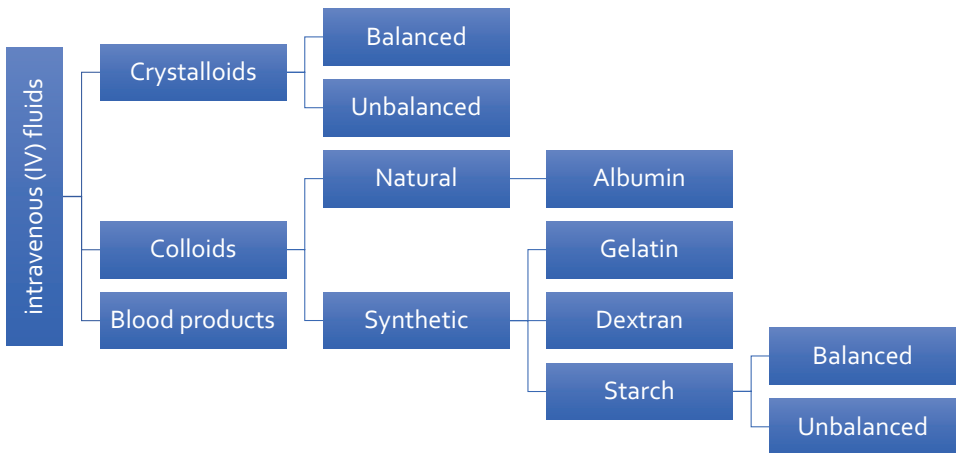 intravenous (IV) fluids
Crystalloids
Balanced
Unbalanced
Colloids
Natural
Albumin
Synthetic
Gelatin
Dextran
Starch
Balanced
Unbalanced
Blood products